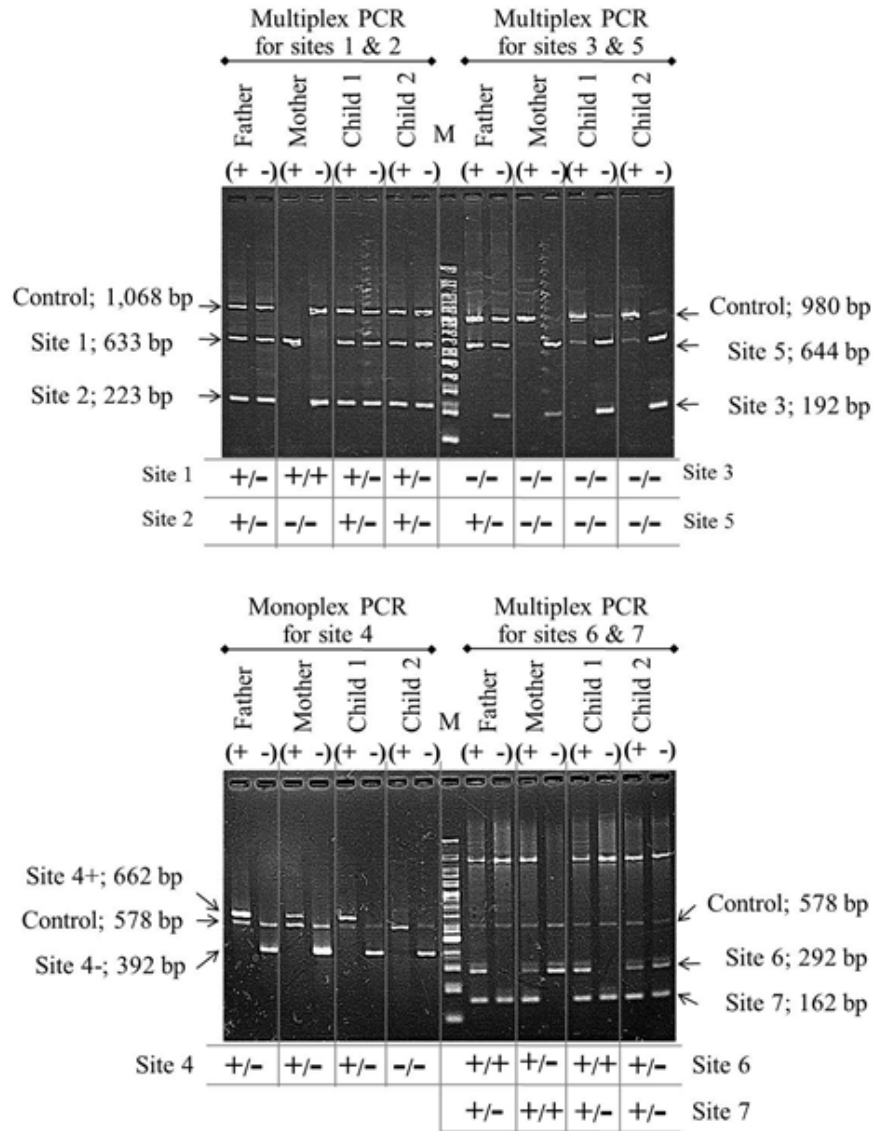 Multiplex PCR
for sites 1 & 2
Multiplex PCR
for sites 3 & 5
Father Mother Child 1 Child 2 M Father Mother Child 1 Child 2
(+ -) (+ -) (+ -) (+ -) (+ -) (+ -) (+ -) (+ -)
Control; 1,068 bp
Site 1; 633 bp
Site 2; 223 bp
Control; 980 bp
Site 5; 644 bp
Site 3; 192 bp
Site 1 +/- +/+ +/- +/- -/- -/- -/- -/- Site 3
Site 2 +/- -/- +/- +/- +/- -/- -/- -/- Site 5
Monoplex PCR
for site 4
Multiplex PCR
for sites 6 & 7
Father Mother Child 1 Child 2 M Father Mother Child 1 Child 2
(+ -) (+ -) (+ -) (+ -) (+ -) (+ -) (+ -) (+ -)
Site 4+; 662 bp
Control; 578 bp
Site 4-; 392 bp
Control; 578 bp
Site 6; 292 bp
Site 7; 162 bp
Site 4 +/- +/- +/- -/- +/+ +/- +/+ +/- Site 6
+/- +/+ +/- +/- Site 7